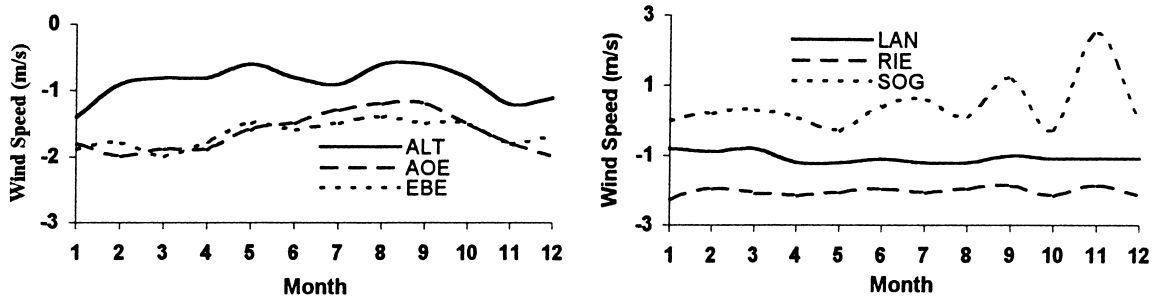 0
-1
-2
-3
Wind Speed (m/s)
ALT
AOE
EBE
1 2 3 4 5 6 7 8 9 10 11 12
Month
3
1
-1
-3
Wind Speed (m/s)
LAN
RIE
SOG
1 2 3 4 5 6 7 8 9 10 11 12
Month